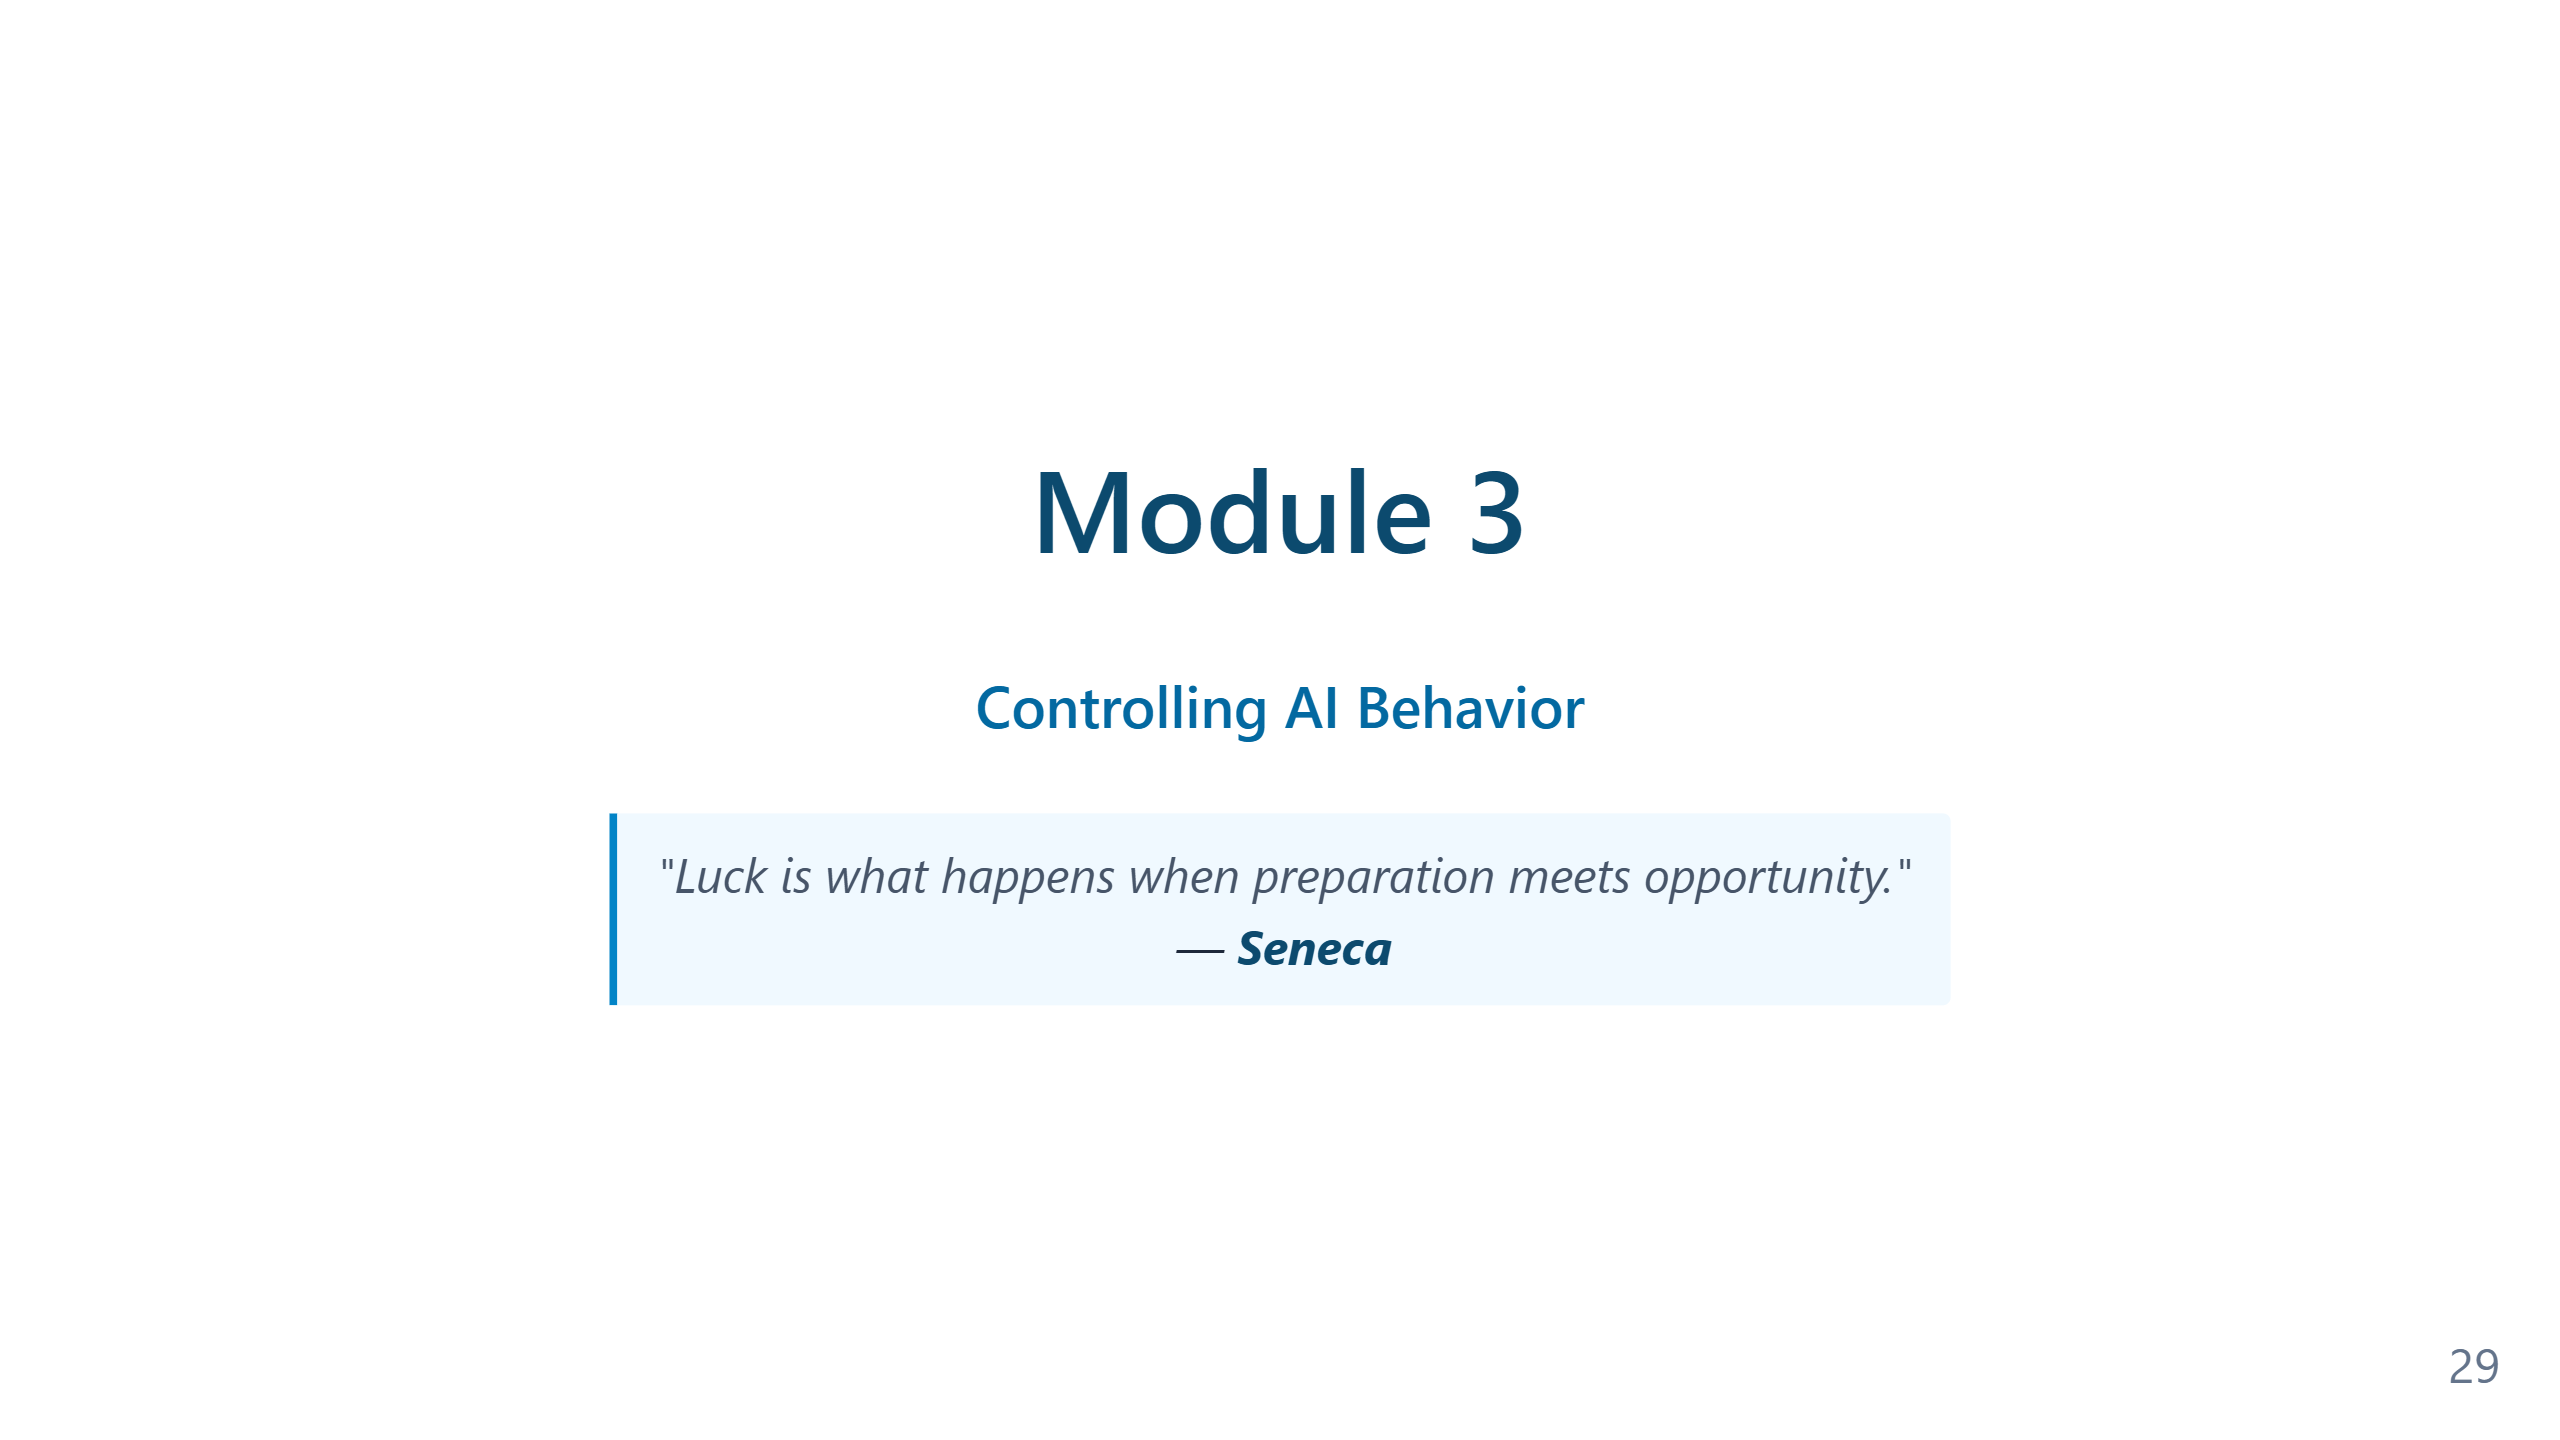 Module 3
Controlling AI Behavior
"Luck is what happens when preparation meets opportunity."
— Seneca
29